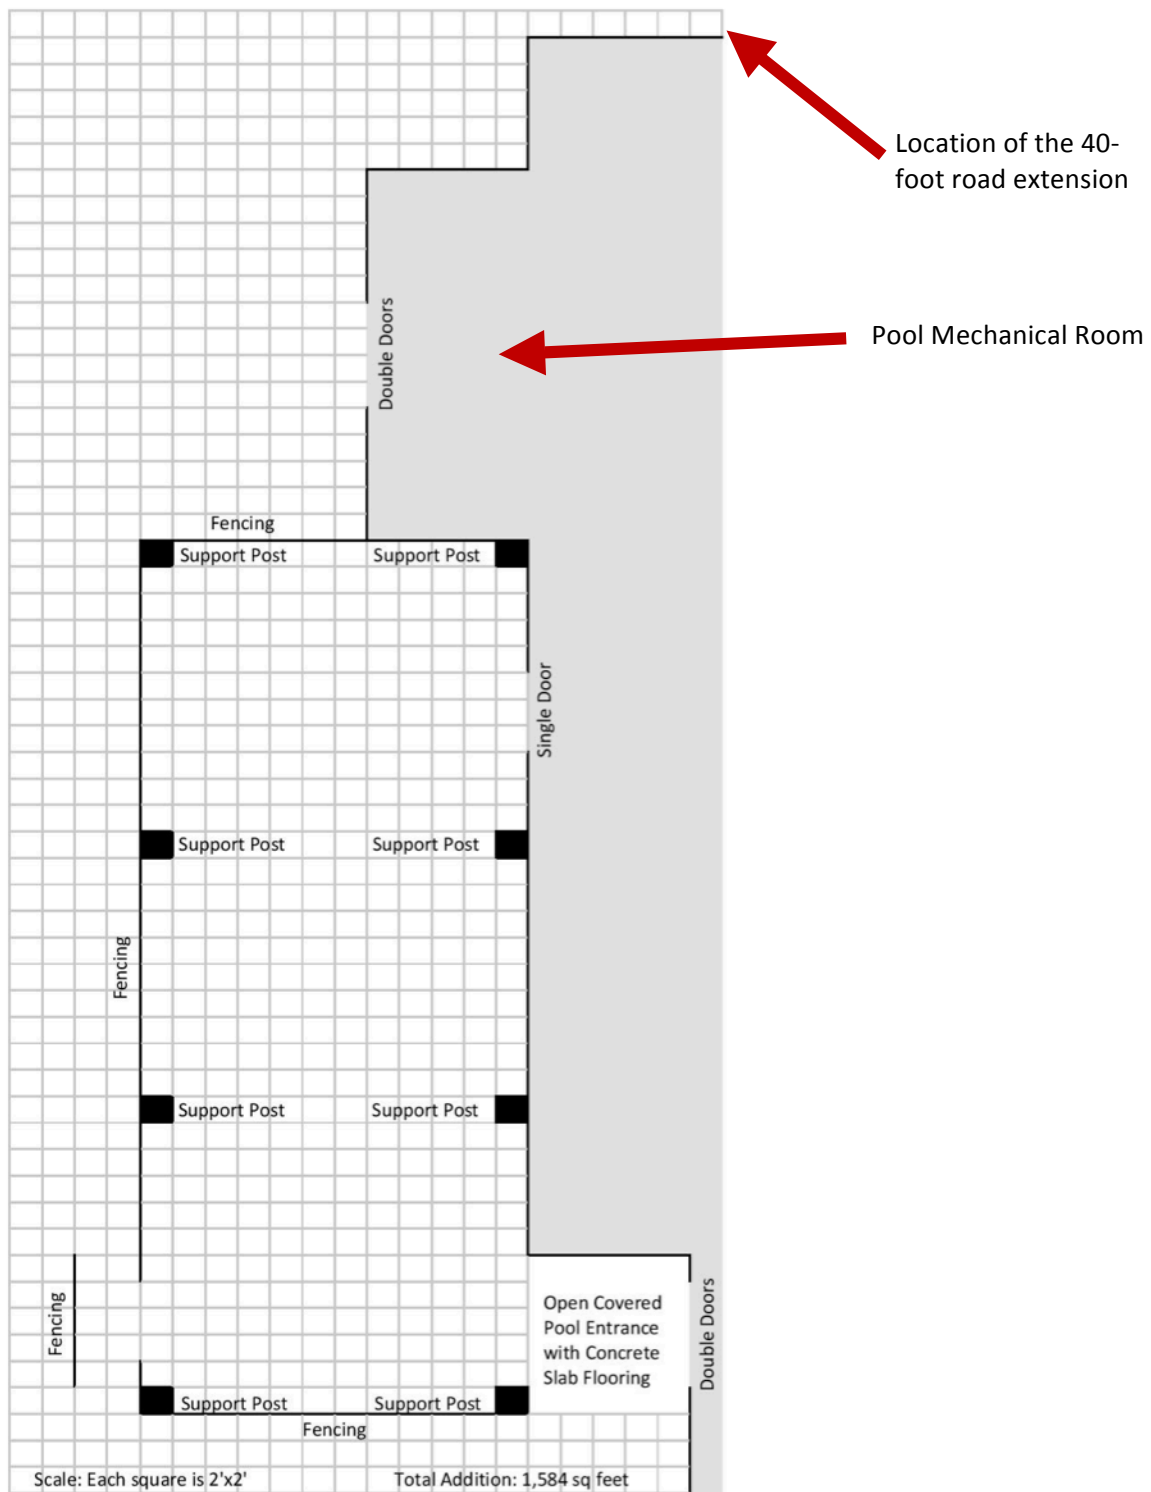 Location of the 40-
foot road extension
Double Doors
Pool Mechanical Room
Fencing
Support Post
Support Post
Single Door
Support Post
Support Post
Fencing
Support Post
Support Post
Fencing
Open Covered
Pool Entrance
with Concrete
Slab Flooring
Double Doors
Support Post
Support Post
Fencing
Scale: Each square is 2'x2'
Total Addition: 1,584 sq feet